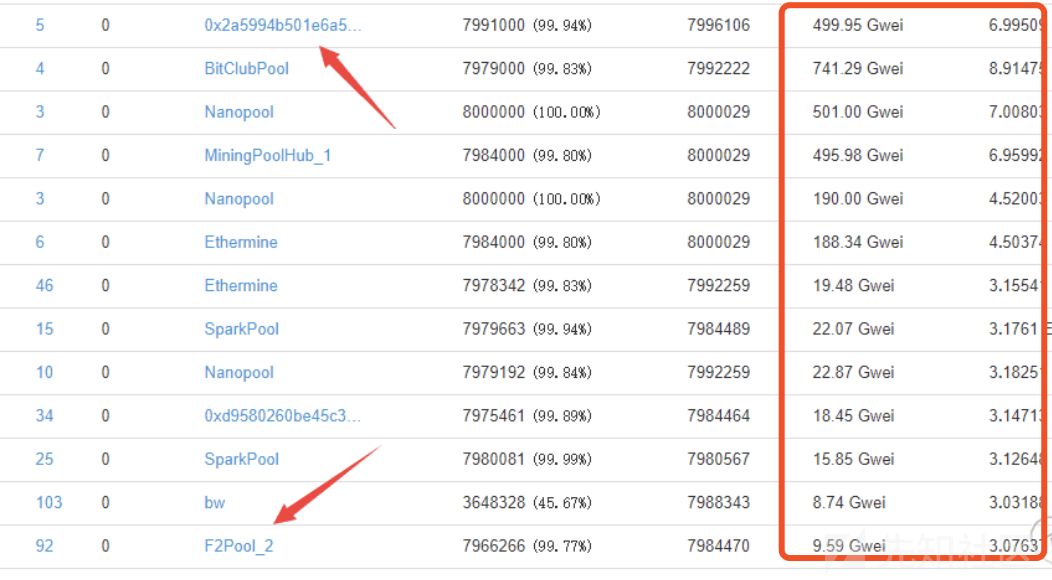 5 0 0x2a5994b501e6a5... 7991000 (99.94%) 7996106 499.95 Gwei 6.99509
4 0 BitClubPool 7979000 (99.83%) 7992222 741.29 Gwei 8.91475
3 0 Nanopool 8000000 (100.00%) 8000029 501.00 Gwei 7.00803
7 0 MiningPoolHub_1 7984000 (99.80%) 8000029 495.98 Gwei 6.95992
3 0 Nanopool 8000000 (100.00%) 8000029 190.00 Gwei 4.52003
6 0 Ethermine 7984000 (99.80%) 8000029 188.34 Gwei 4.50374
46 0 Ethermine 7978342 (99.83%) 7992259 19.48 Gwei 3.15541
15 0 SparkPool 7979663 (99.94%) 7984489 22.07 Gwei 3.1761 E
10 0 Nanopool 7979192 (99.84%) 7992259 22.87 Gwei 3.18251
34 0 0xd9580260be45c3... 7975461 (99.89%) 7984464 18.45 Gwei 3.14713
25 0 SparkPool 7980081 (99.99%) 7980567 15.85 Gwei 3.12648
103 0 bw 3648328 (45.67%) 7988343 8.74 Gwei 3.03188
92 0 F2Pool_2 7966266 (99.77%) 7984470 9.59 Gwei 3.07637
先知社区